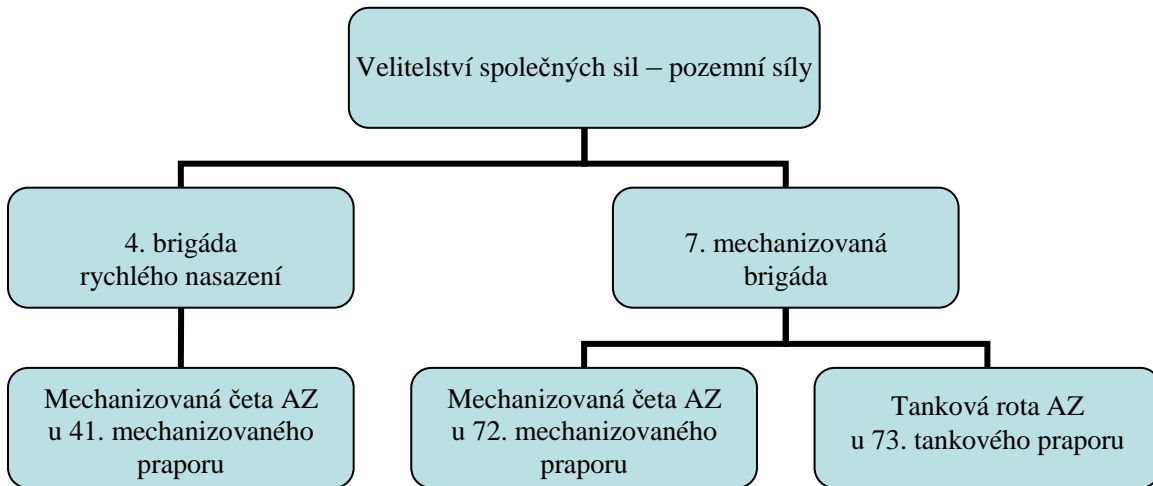 Velitelství společných sil – pozemní síly
4. brigáda
rychlého nasazení
7. mechanizovaná
brigáda
Mechanizovaná četa AZ
u 41. mechanizovaného
praporu
Mechanizovaná četa AZ
u 72. mechanizovaného
praporu
Tanková rota AZ
u 73. tankového praporu